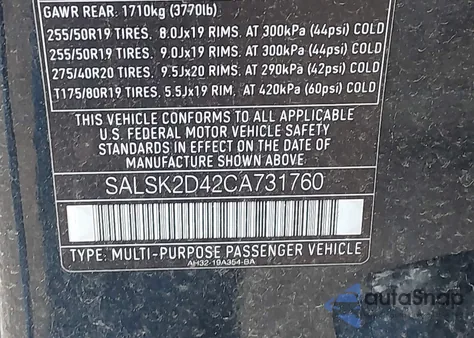 GAWR REAR: 1710kg (3770lb)
255/50R19 TIRES, 8.0Jx19 RIMS, AT 300kPa (44psi) COLD
255/50R19 TIRES, 9.0Jx19 RIMS, AT 300kPa (44psi) COLD
275/40R20 TIRES, 9.5Jx20 RIMS, AT 290kPa (42psi) COLD
T175/80R19 TIRES, 5.5Jx19 RIM, AT 420kPa (60psi) COLD
THIS VEHICLE CONFORMS TO ALL APPLICABLE
U.S. FEDERAL MOTOR VEHICLE SAFETY
STANDARDS IN EFFECT ON THE DATE OF
MANUFACTURE SHOWN ABOVE
SALSK2D42CA731760
TYPE: MULTI-PURPOSE PASSENGER VEHICLE
AH32-19A354-BA
autoSnap